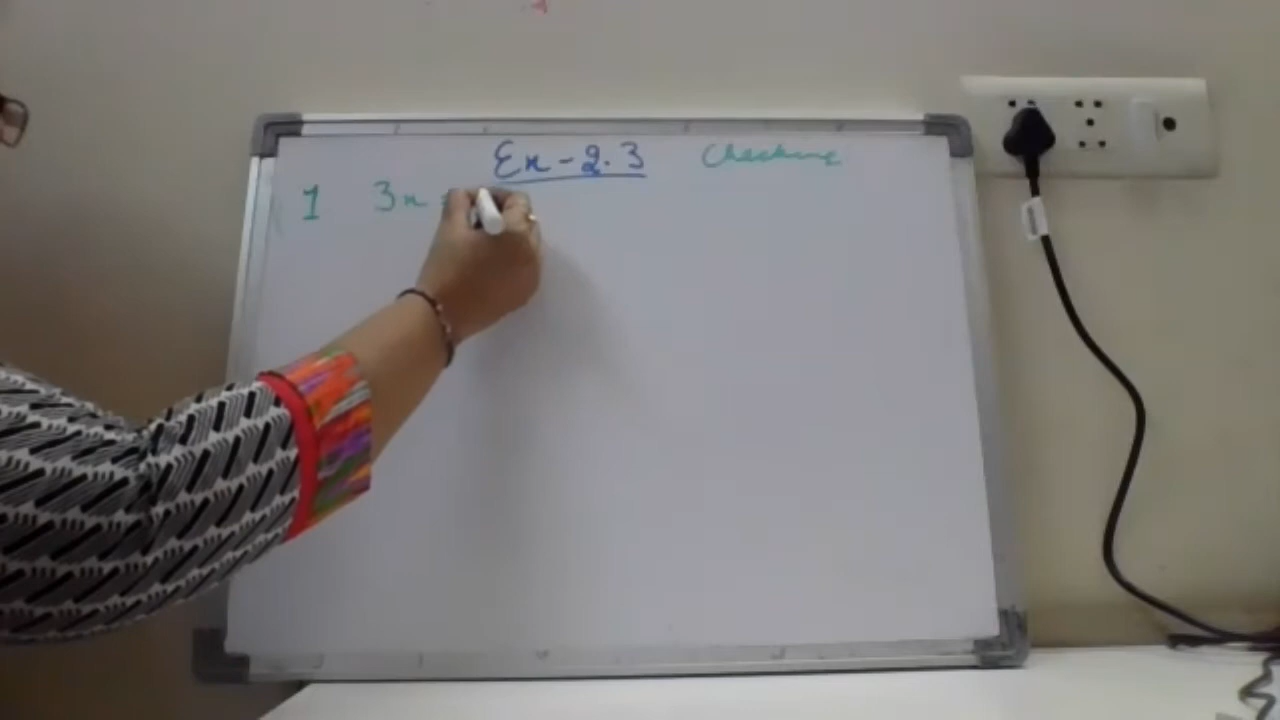 Ex - 2.3 Checking
1 3x =